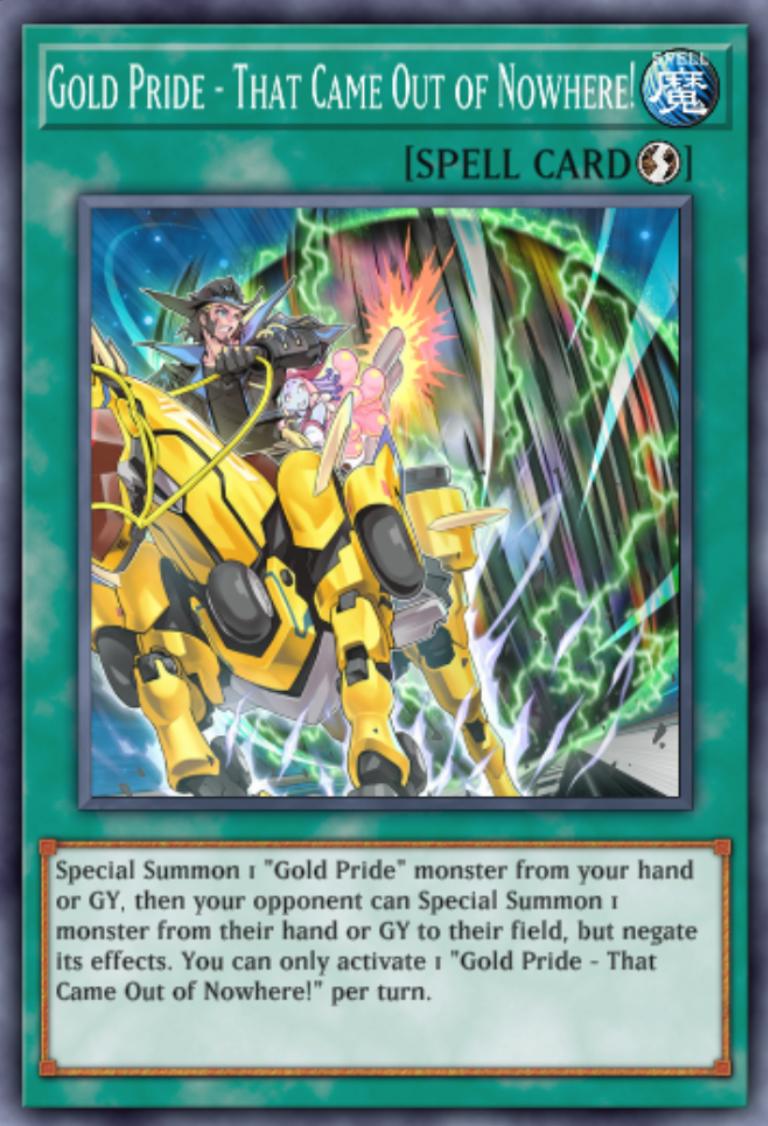 Gold Pride - That Came Out of Nowhere!
SPELL
魔
[SPELL CARD]
Special Summon 1 "Gold Pride" monster from your hand
or GY, then your opponent can Special Summon 1
monster from their hand or GY to their field, but negate
its effects. You can only activate 1 "Gold Pride - That
Came Out of Nowhere!" per turn.